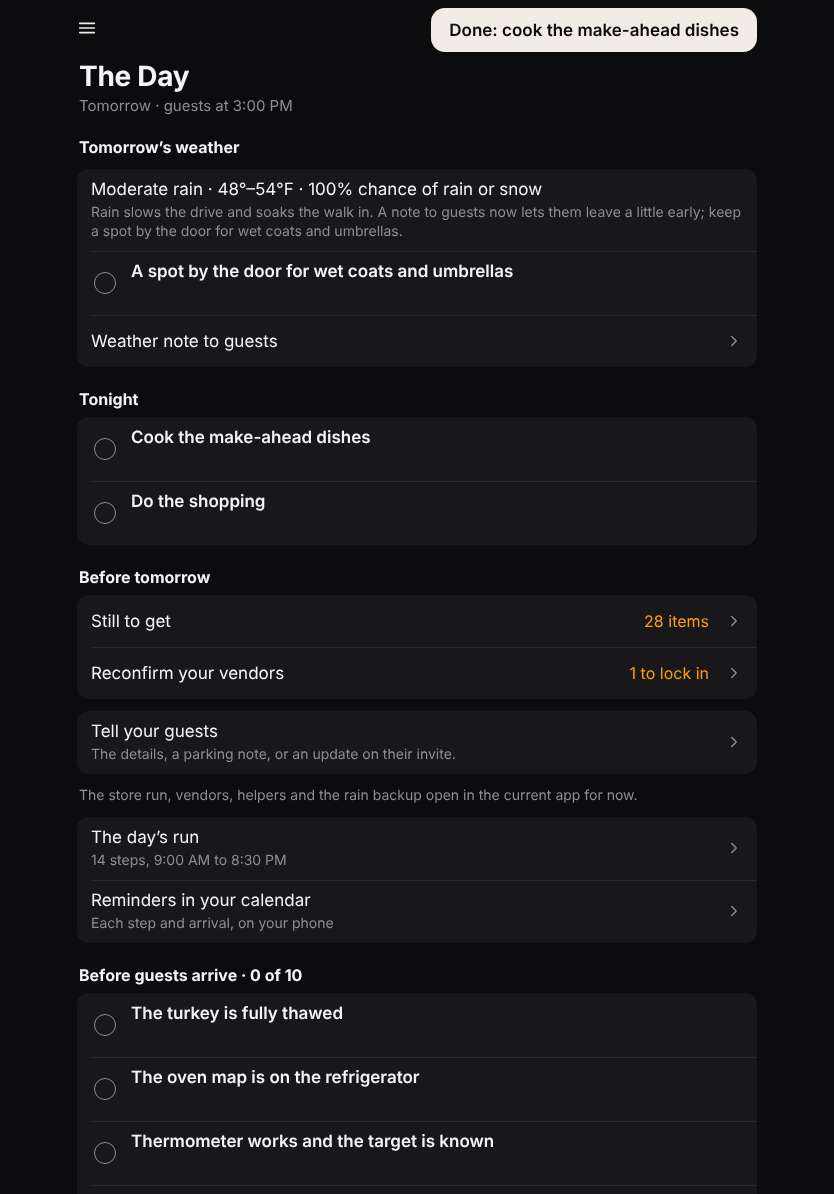 Done: cook the make-ahead dishes
The Day
Tomorrow · guests at 3:00 PM
Tomorrow’s weather
Moderate rain · 48°–54°F · 100% chance of rain or snow
Rain slows the drive and soaks the walk in. A note to guests now lets them leave a little early; keep
a spot by the door for wet coats and umbrellas.
A spot by the door for wet coats and umbrellas
Weather note to guests
Tonight
Cook the make-ahead dishes
Do the shopping
Before tomorrow
Still to get 28 items
Reconfirm your vendors 1 to lock in
Tell your guests
The details, a parking note, or an update on their invite.
The store run, vendors, helpers and the rain backup open in the current app for now.
The day’s run
14 steps, 9:00 AM to 8:30 PM
Reminders in your calendar
Each step and arrival, on your phone
Before guests arrive · 0 of 10
The turkey is fully thawed
The oven map is on the refrigerator
Thermometer works and the target is known